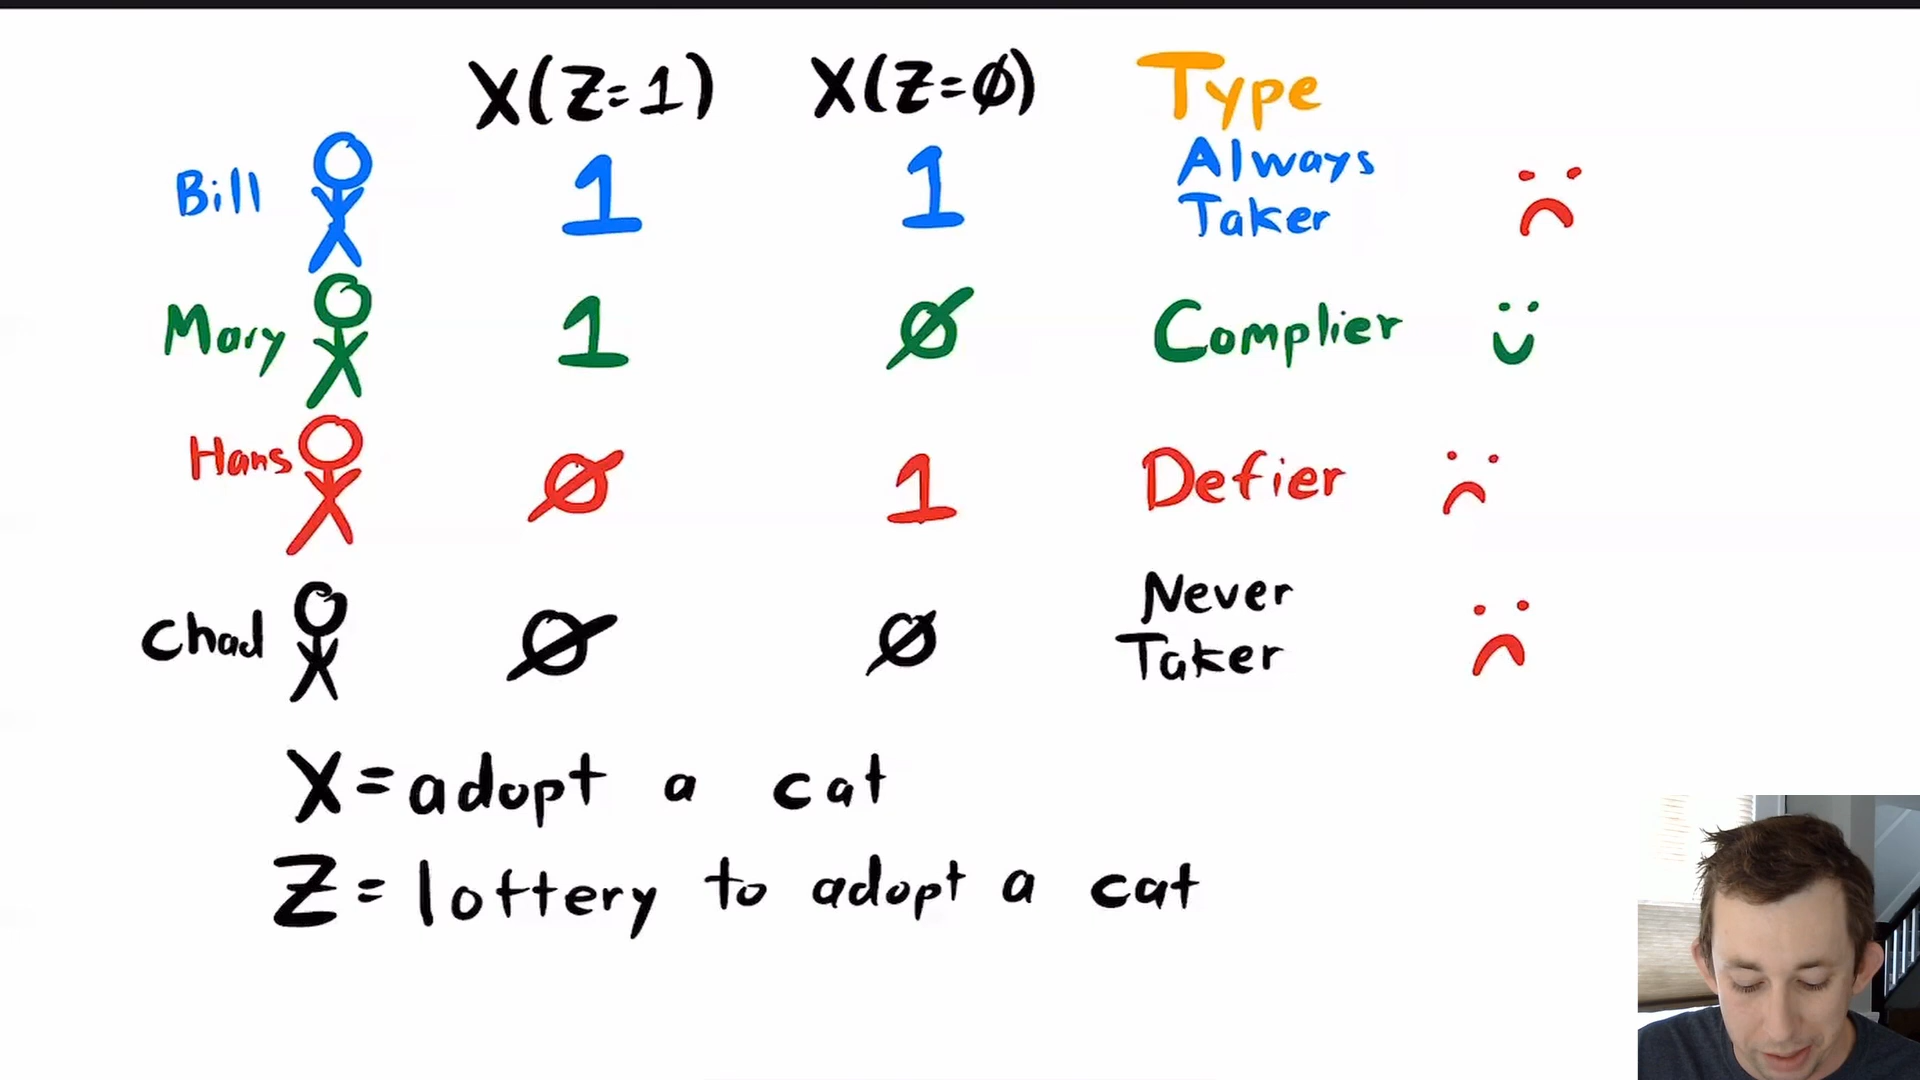 X(Z=1) X(Z=Ø) Type
Bill 1 1 Always
Taker
Mary 1 Ø Complier
Hans Ø 1 Defier
Chad Ø Ø Never
Taker
X=adopt a cat
Z=lottery to adopt a cat